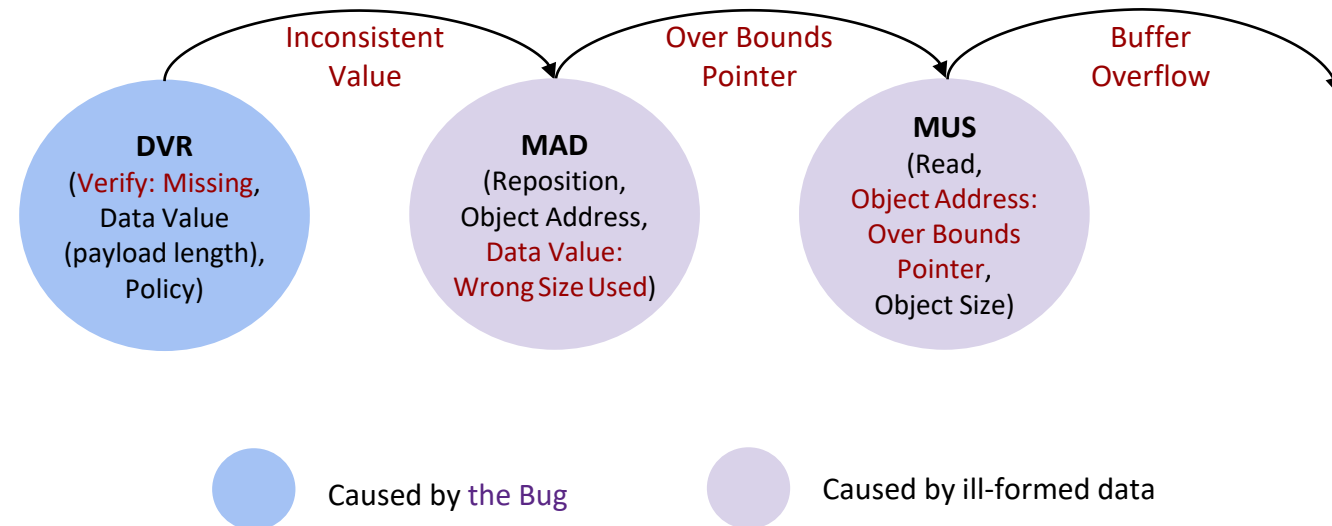 Inconsistent
Value
Over Bounds
Pointer
Buffer
Overflow
DVR
(Verify: Missing,
Data Value
(payload length),
Policy)
MAD
(Reposition,
Object Address,
Data Value:
Wrong Size Used)
MUS
(Read,
Object Address:
Over Bounds
Pointer,
Object Size)
Caused by the Bug
Caused by ill-formed data